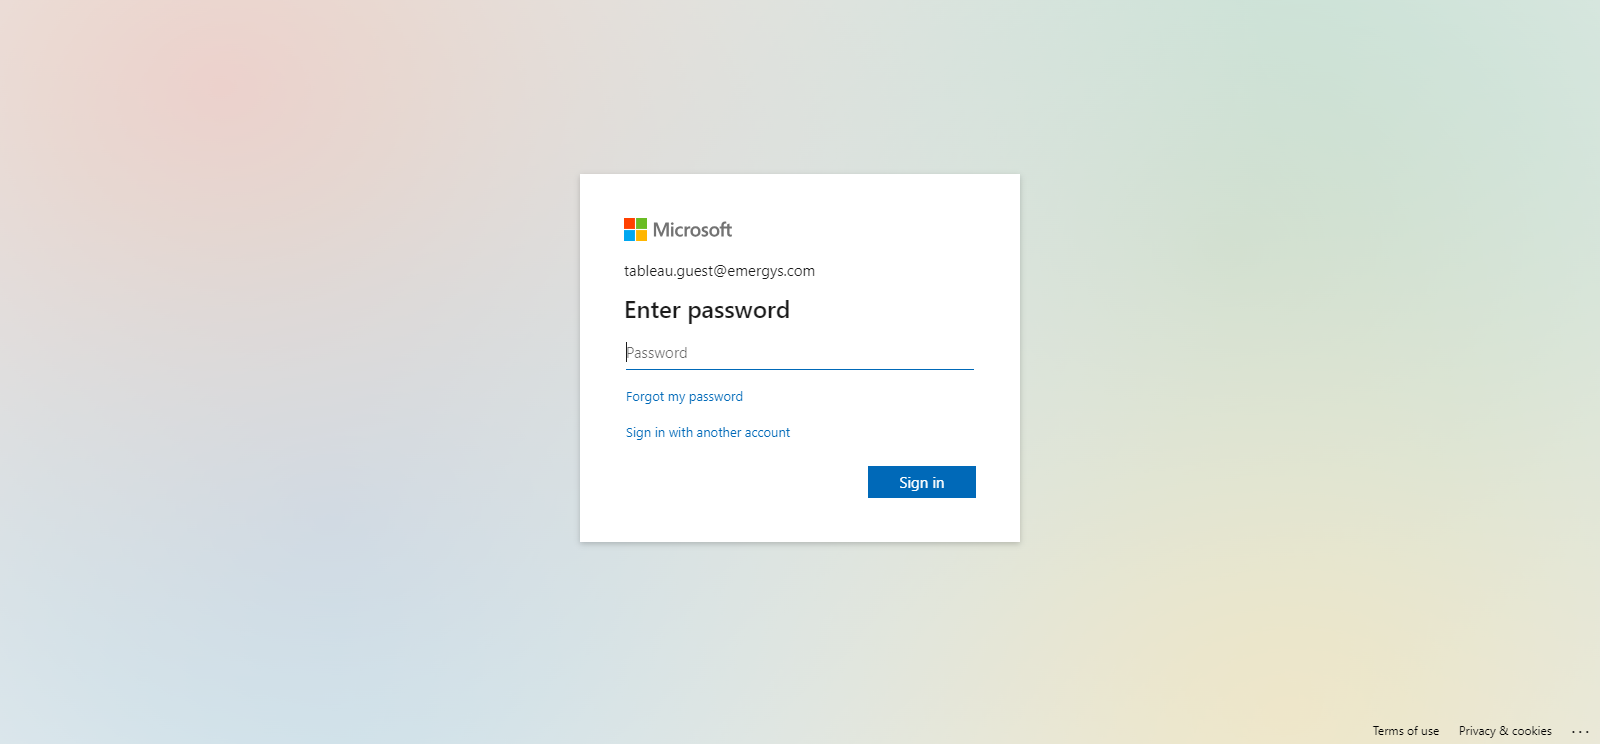 Microsoft
tableau.guest@emergys.com
Enter password
Password
Forgot my password
Sign in with another account
Sign in
Terms of use
Privacy & cookies
...